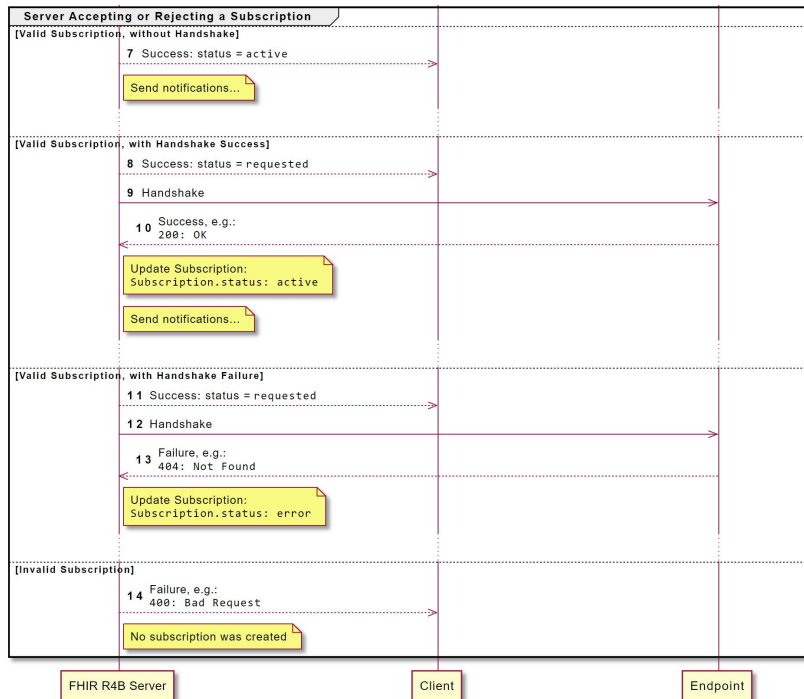 Server Accepting or Rejecting a Subscription
[Valid Subscription, without Handshake]
7 Success: status = active
Send notifications...
[Valid Subscription, with Handshake Success]
8 Success: status = requested
9 Handshake
10 Success, e.g.:
200: OK
Update Subscription:
Subscription.status: active
Send notifications...
[Valid Subscription, with Handshake Failure]
11 Success: status = requested
12 Handshake
13 Failure, e.g.:
404: Not Found
Update Subscription:
Subscription.status: error
[Invalid Subscription]
14 Failure, e.g.:
400: Bad Request
No subscription was created
FHIR R4B Server
Client
Endpoint